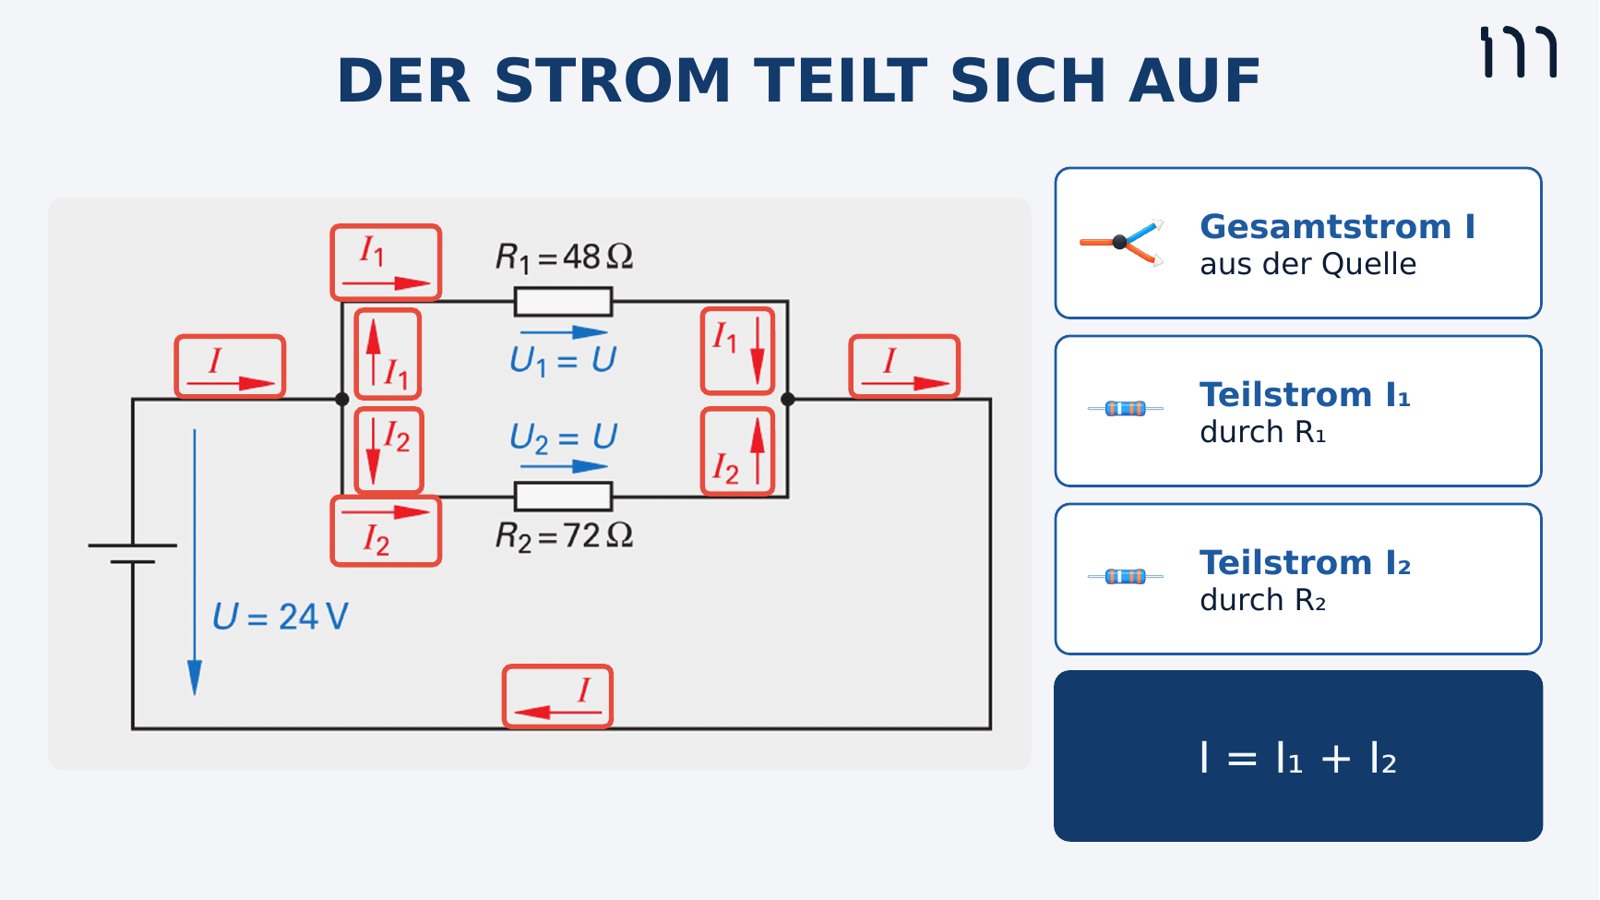 DER STROM TEILT SICH AUF
m
I₁
R₁ = 48 Ω
I
I₁
U₁ = U
I₁
I
I₂
U₂ = U
I₂
I₂
R₂ = 72 Ω
U = 24 V
I
Gesamtstrom I
aus der Quelle
Teilstrom I₁
durch R₁
Teilstrom I₂
durch R₂
I = I₁ + I₂